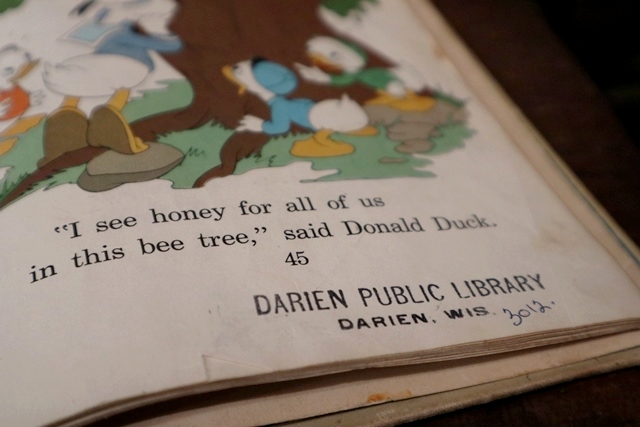 “I see honey for all of us
in this bee tree,” said Donald Duck.
45
DARIEN PUBLIC LIBRARY
DARIEN, WIS. 3012.